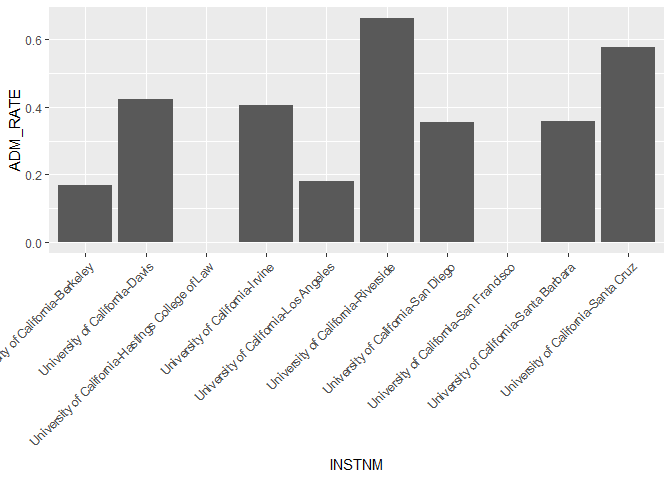 ADM_RATE
0.6
0.4
0.2
0.0
ity of California-Berkeley
University of California-Davis
University of California-Hastings College of Law
University of California-Irvine
University of California-Los Angeles
University of California-Riverside
University of California-San Diego
University of California-San Francisco
University of California-Santa Barbara
University of California-Santa Cruz
INSTNM